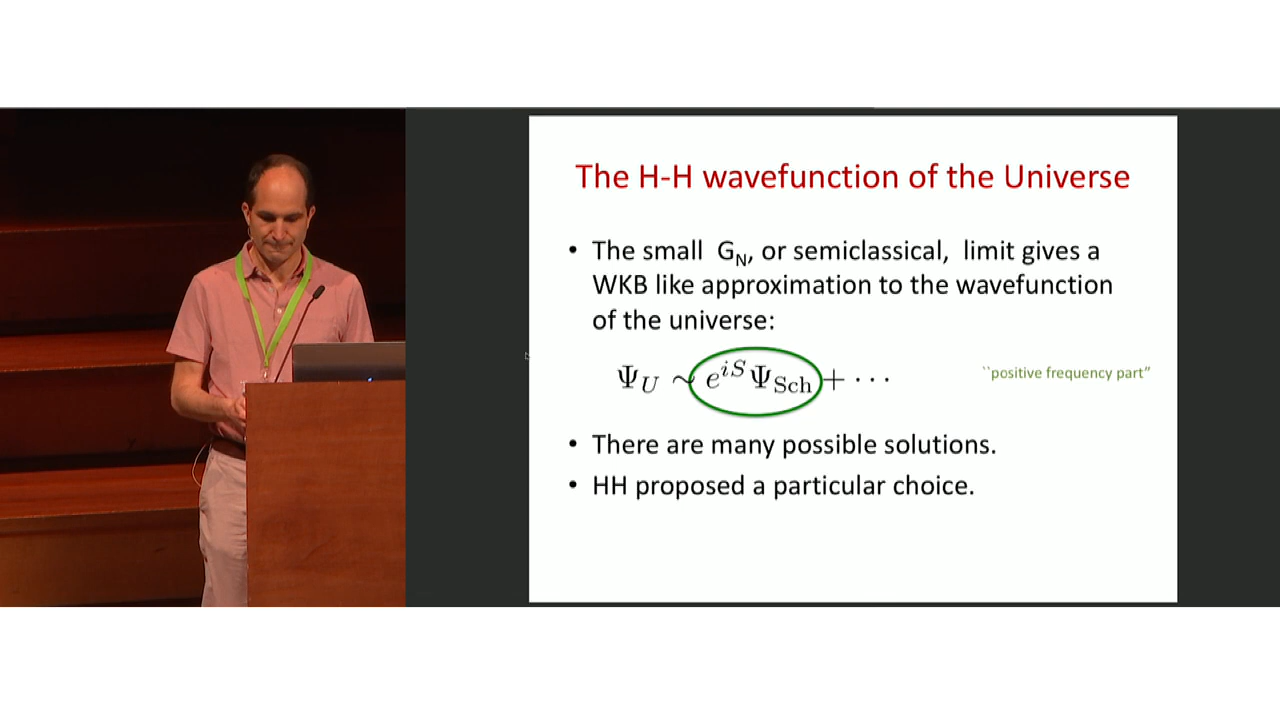 The H-H wavefunction of the Universe
• The small G_N, or semiclassical, limit gives a
WKB like approximation to the wavefunction
of the universe:
Ψ_U ~ e^{iS} Ψ_Sch + ⋯
``positive frequency part”
• There are many possible solutions.
• HH proposed a particular choice.